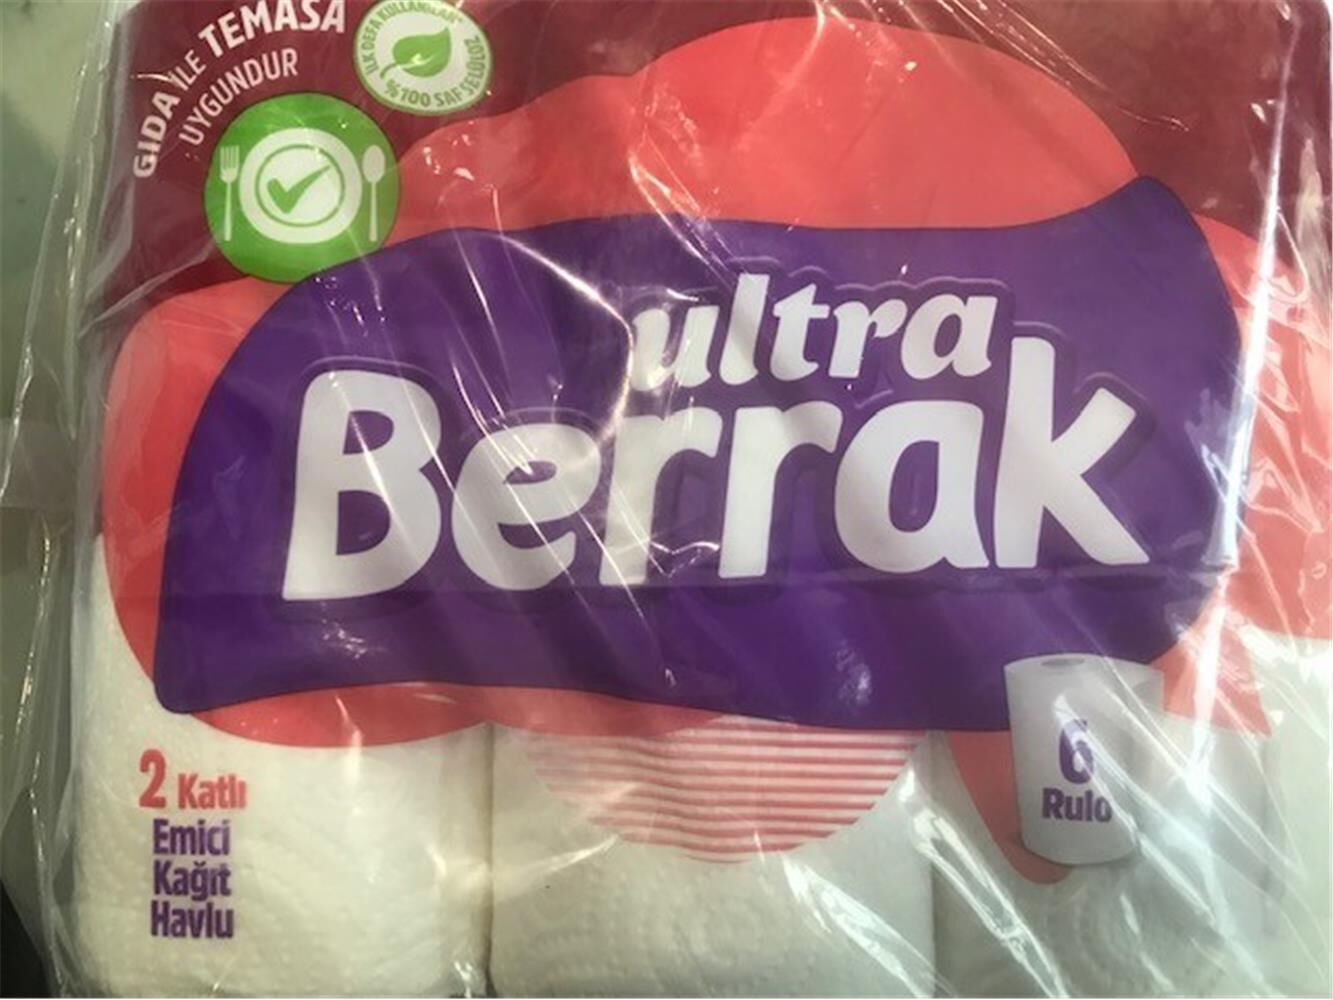 GIDA İLE TEMASA
UYGUNDUR
İLK DEFA KULLANILAN*
%100 SAF SELÜLOZ
ultra
Berrak
6
Rulo
2 Katlı
Emici
Kağıt
Havlu